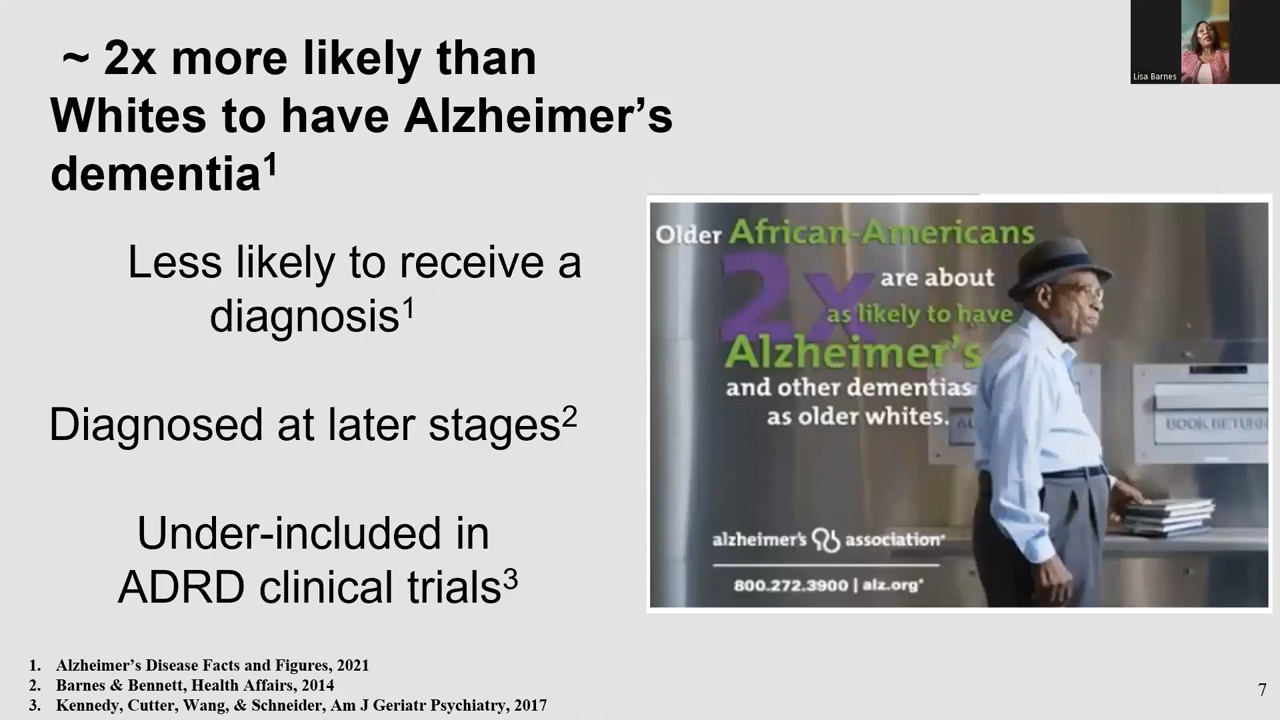 ~ 2x more likely than
Whites to have Alzheimer’s
dementia1
Less likely to receive a
diagnosis1
Diagnosed at later stages2
Under-included in
ADRD clinical trials3
Older African-Americans
2x are about
as likely to have
Alzheimer's
and other dementias
as older whites.
BOOK RETURN
alzheimer's association®
800.272.3900 | alz.org®
1. Alzheimer’s Disease Facts and Figures, 2021
2. Barnes & Bennett, Health Affairs, 2014
3. Kennedy, Cutter, Wang, & Schneider, Am J Geriatr Psychiatry, 2017
7
Lisa Barnes